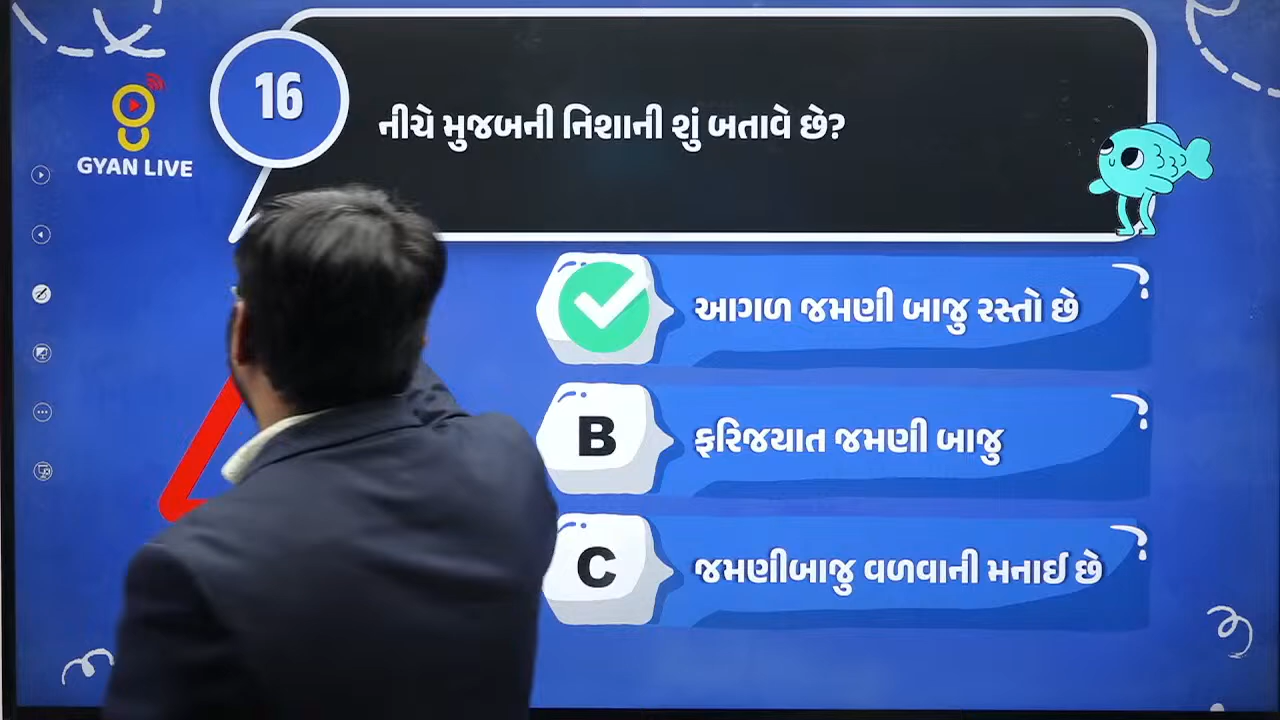 16
નીચે મુજબની નિશાની શું બતાવે છે?
GYAN LIVE
આગળ જમણી બાજુ રસ્તો છે
B
ફરિજયાત જમણી બાજુ
C
જમણીબાજુ વળવાની મનાઈ છે